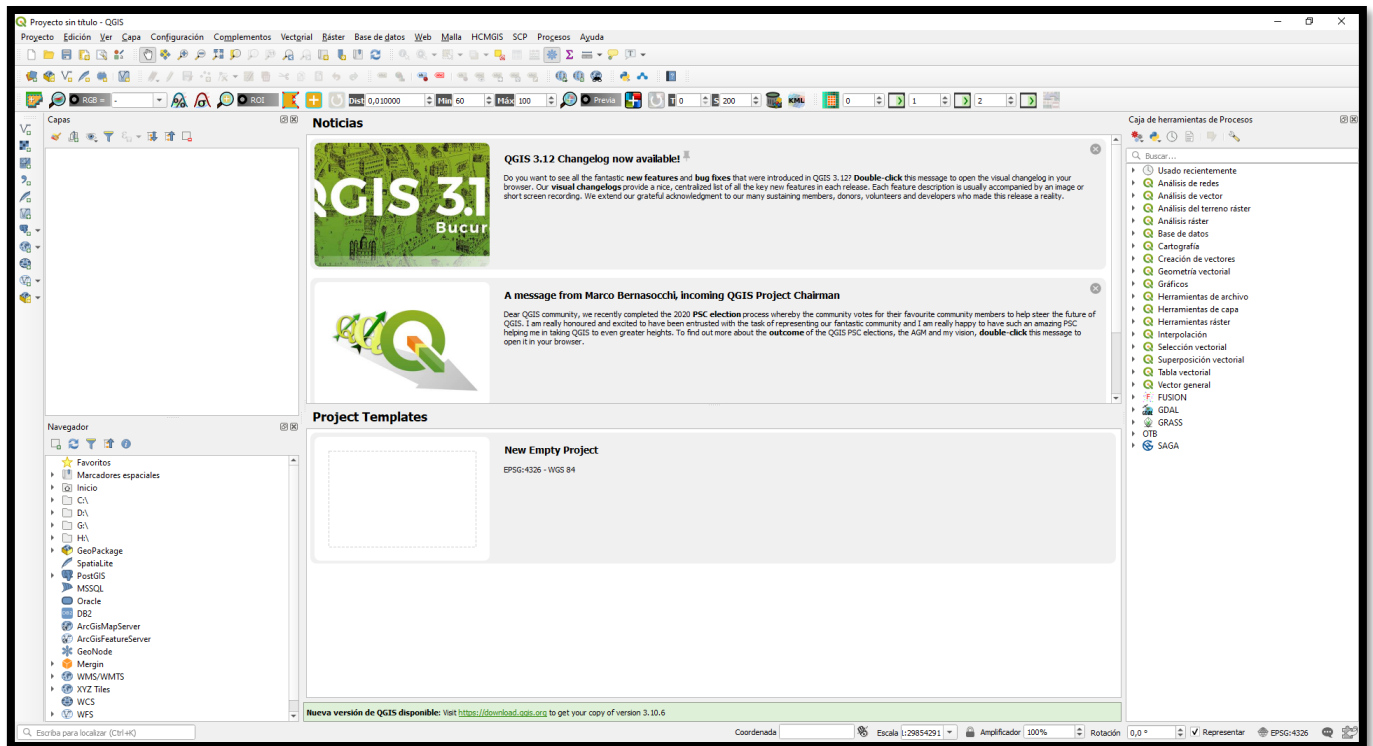 Proyecto sin título - QGIS
Proyecto Edición Ver Capa Configuración Complementos Vectorial Ráster Base de datos Web Malla HCMGIS SCP Procesos Ayuda
RGB = - ROI Dist 0,010000 Min 60 Máx 100 Previa T 0 S 200 KML 0 1 2
Capas
Noticias
QGIS 3.1
Bucur
QGIS 3.12 Changelog now available!
Do you want to see all the fantastic new features and bug fixes that were introduced in QGIS 3.12? Double-click this message to open the visual changelog in your
browser. Our visual changelogs provide a nice, centralized list of all the key new features in each release. Each feature description is usually accompanied by an image or
short screen recording. We extend our grateful acknowledgment to our many sustaining members, donors, volunteers and developers who made this release a reality.
A message from Marco Bernasocchi, incoming QGIS Project Chairman
Dear QGIS community, we recently completed the 2020 PSC election process whereby the community votes for their favourite community members to help steer the future of
QGIS. I am really honoured and excited to have been entrusted with the task of representing our fantastic community and I am really happy to have such an amazing PSC
helping me in taking QGIS to even greater heights. To find out more about the outcome of the QGIS PSC elections, the AGM and my vision, double-click this message to
open it in your browser.
Project Templates
New Empty Project
EPSG:4326 - WGS 84
Nueva versión de QGIS disponible: Visit https://download.qgis.org to get your copy of version 3.10.6
Navegador
Favoritos
Marcadores espaciales
Inicio
C:\
D:\
G:\
H:\
GeoPackage
SpatiaLite
PostGIS
MSSQL
Oracle
DB2
ArcGisMapServer
ArcGisFeatureServer
GeoNode
Mergin
WMS/WMTS
XYZ Tiles
WCS
WFS
Caja de herramientas de Procesos
Buscar...
Usado recientemente
Análisis de redes
Análisis de vector
Análisis del terreno ráster
Análisis ráster
Base de datos
Cartografía
Creación de vectores
Geometría vectorial
Gráficos
Herramientas de archivo
Herramientas de capa
Herramientas ráster
Interpolación
Selección vectorial
Superposición vectorial
Tabla vectorial
Vector general
FUSION
GDAL
GRASS
OTB
SAGA
Escriba para localizar (Ctrl+K) Coordenada Escala 1:29854291 Amplificador 100% Rotación 0,0 ° Representar EPSG:4326